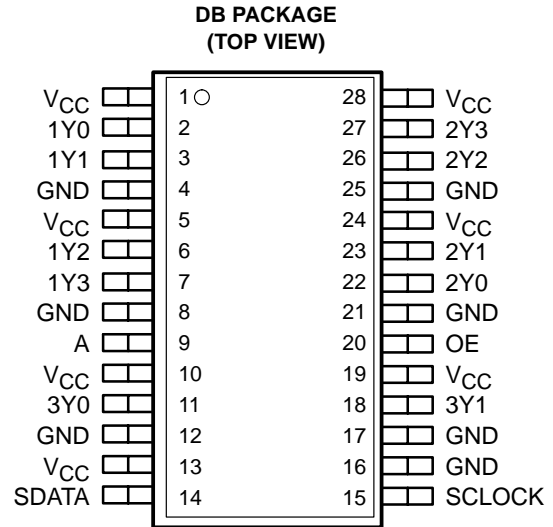 DB PACKAGE
(TOP VIEW)
VCC 1 28 VCC
1Y0 2 27 2Y3
1Y1 3 26 2Y2
GND 4 25 GND
VCC 5 24 VCC
1Y2 6 23 2Y1
1Y3 7 22 2Y0
GND 8 21 GND
A 9 20 OE
VCC 10 19 VCC
3Y0 11 18 3Y1
GND 12 17 GND
VCC 13 16 GND
SDATA 14 15 SCLOCK